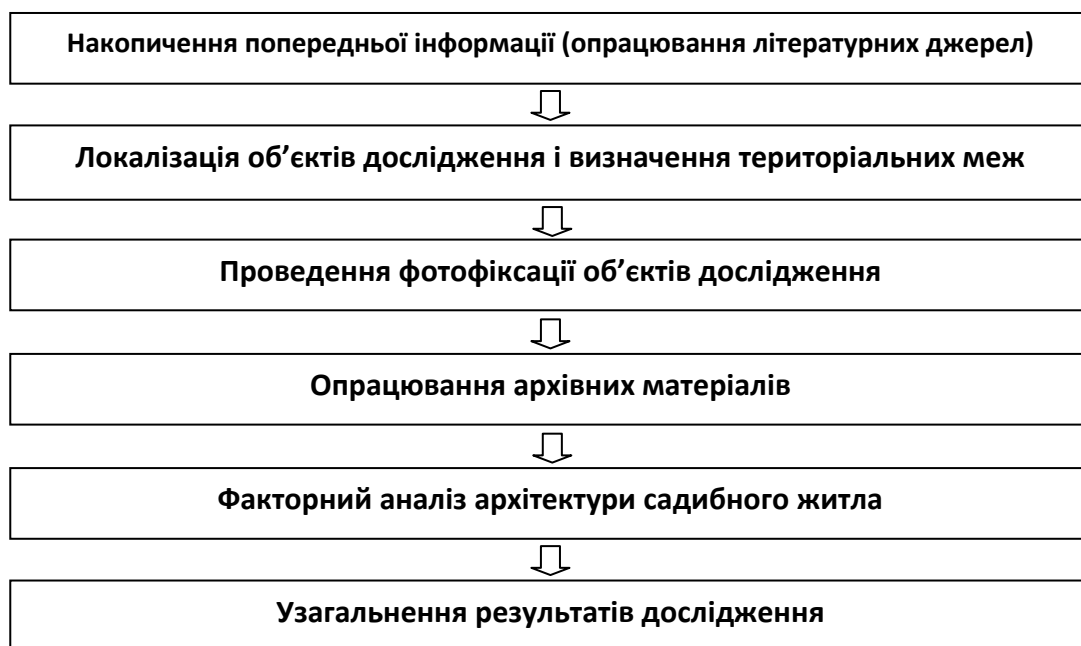 Накопичення попередньої інформації (опрацювання літературних джерел)
Локалізація об’єктів дослідження і визначення територіальних меж
Проведення фотофіксації об’єктів дослідження
Опрацювання архівних матеріалів
Факторний аналіз архітектури садибного житла
Узагальнення результатів дослідження